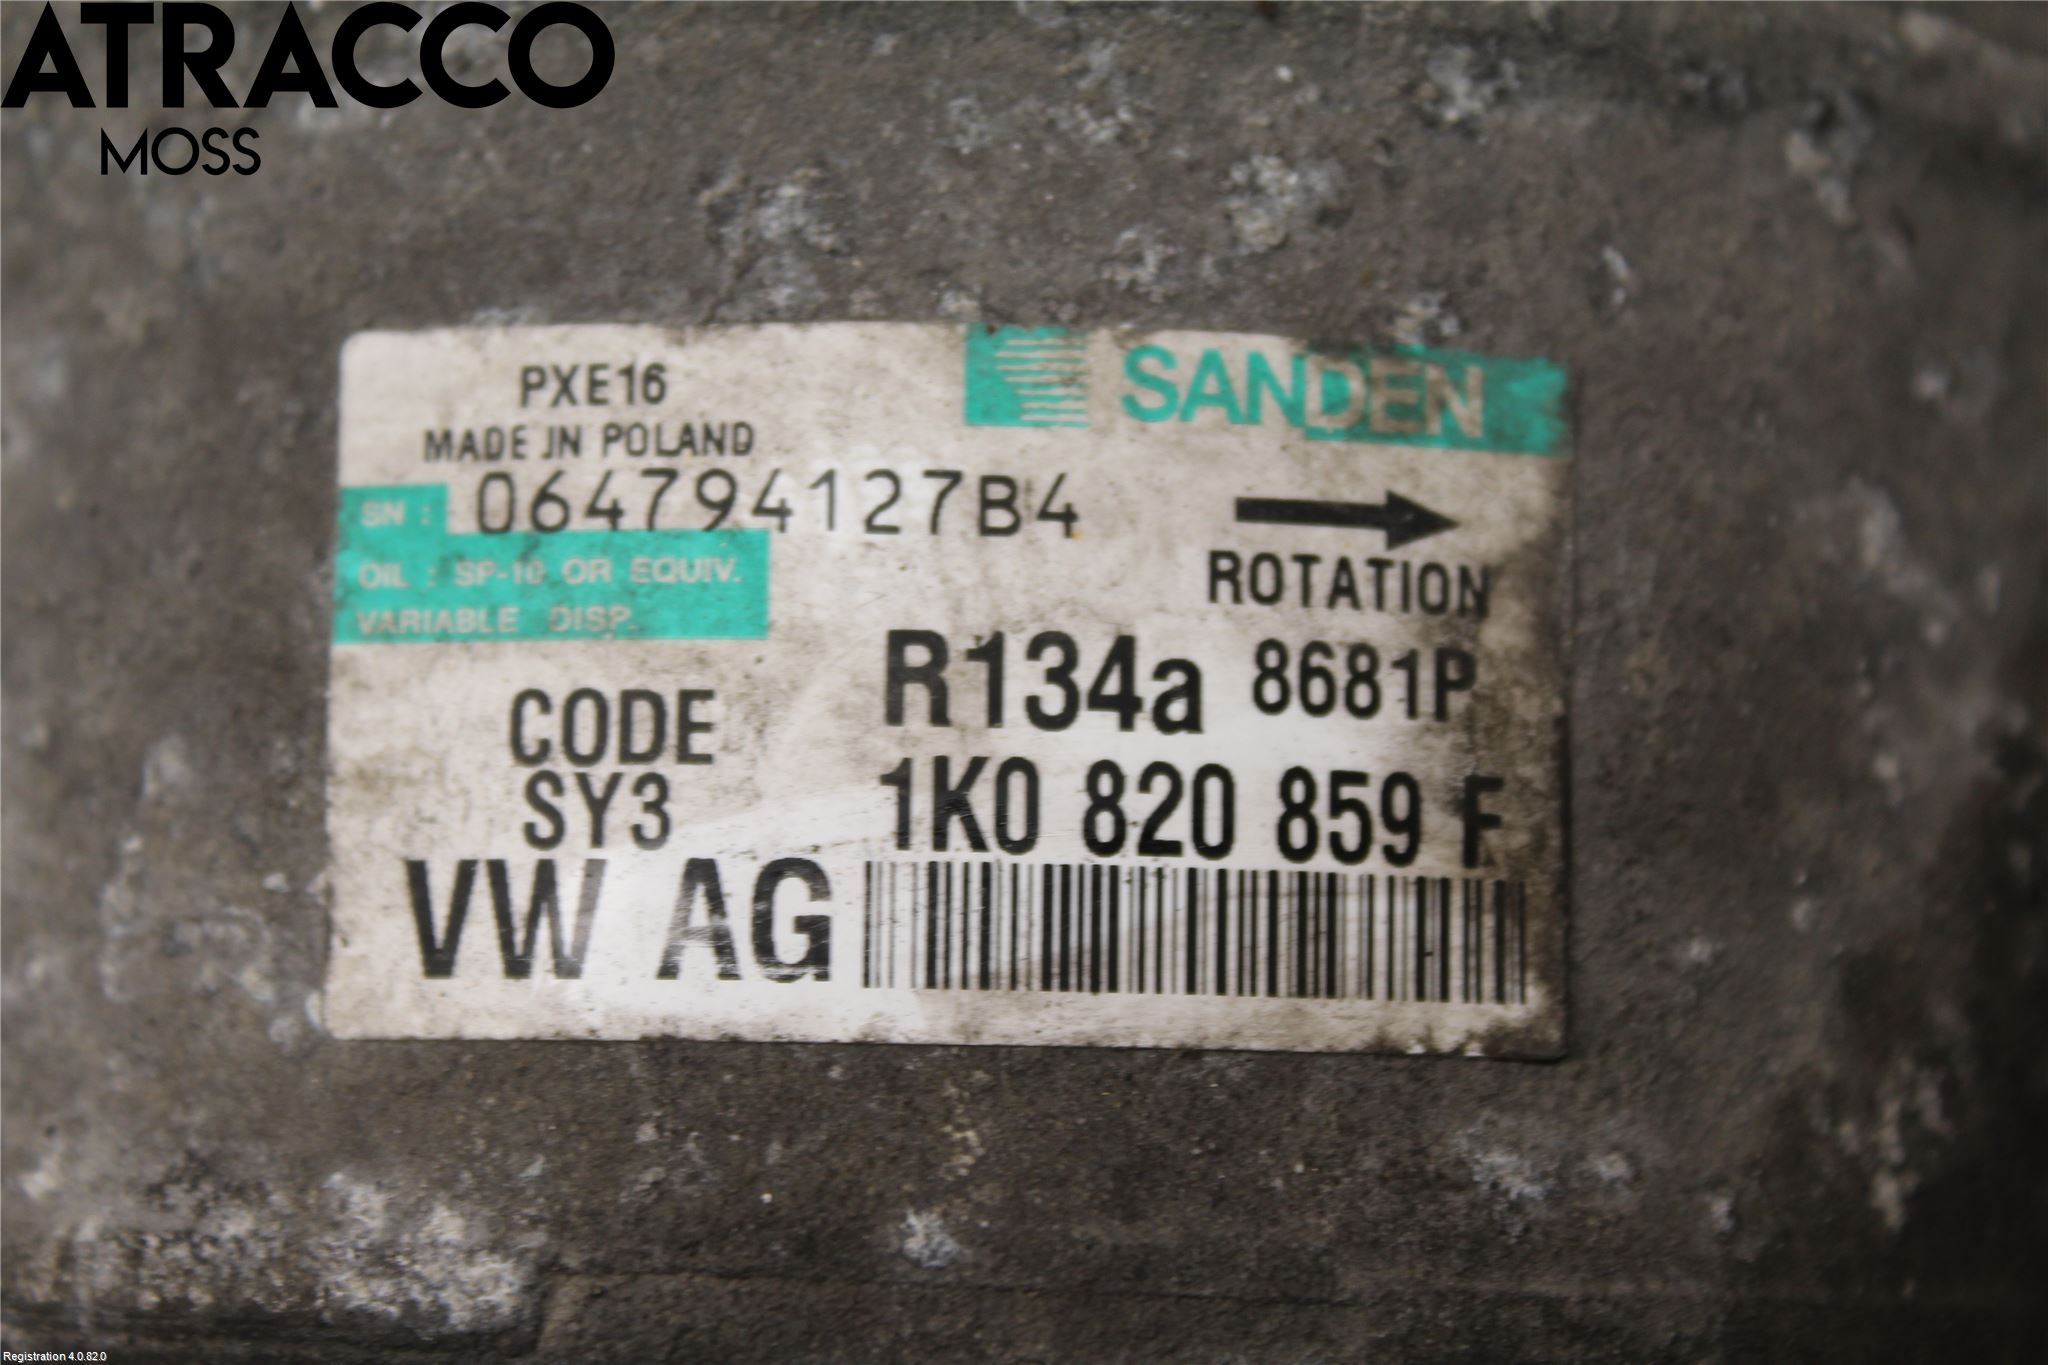 ATRACCO
MOSS
PXE16
SANDEN
MADE IN POLAND
SN : 064794127B4
OIL : SP-10 OR EQUIV.
ROTATION
VARIABLE DISP.
R134a 8681P
CODE
SY3
1K0 820 859 F
VW AG
Registration 4.0.82.0